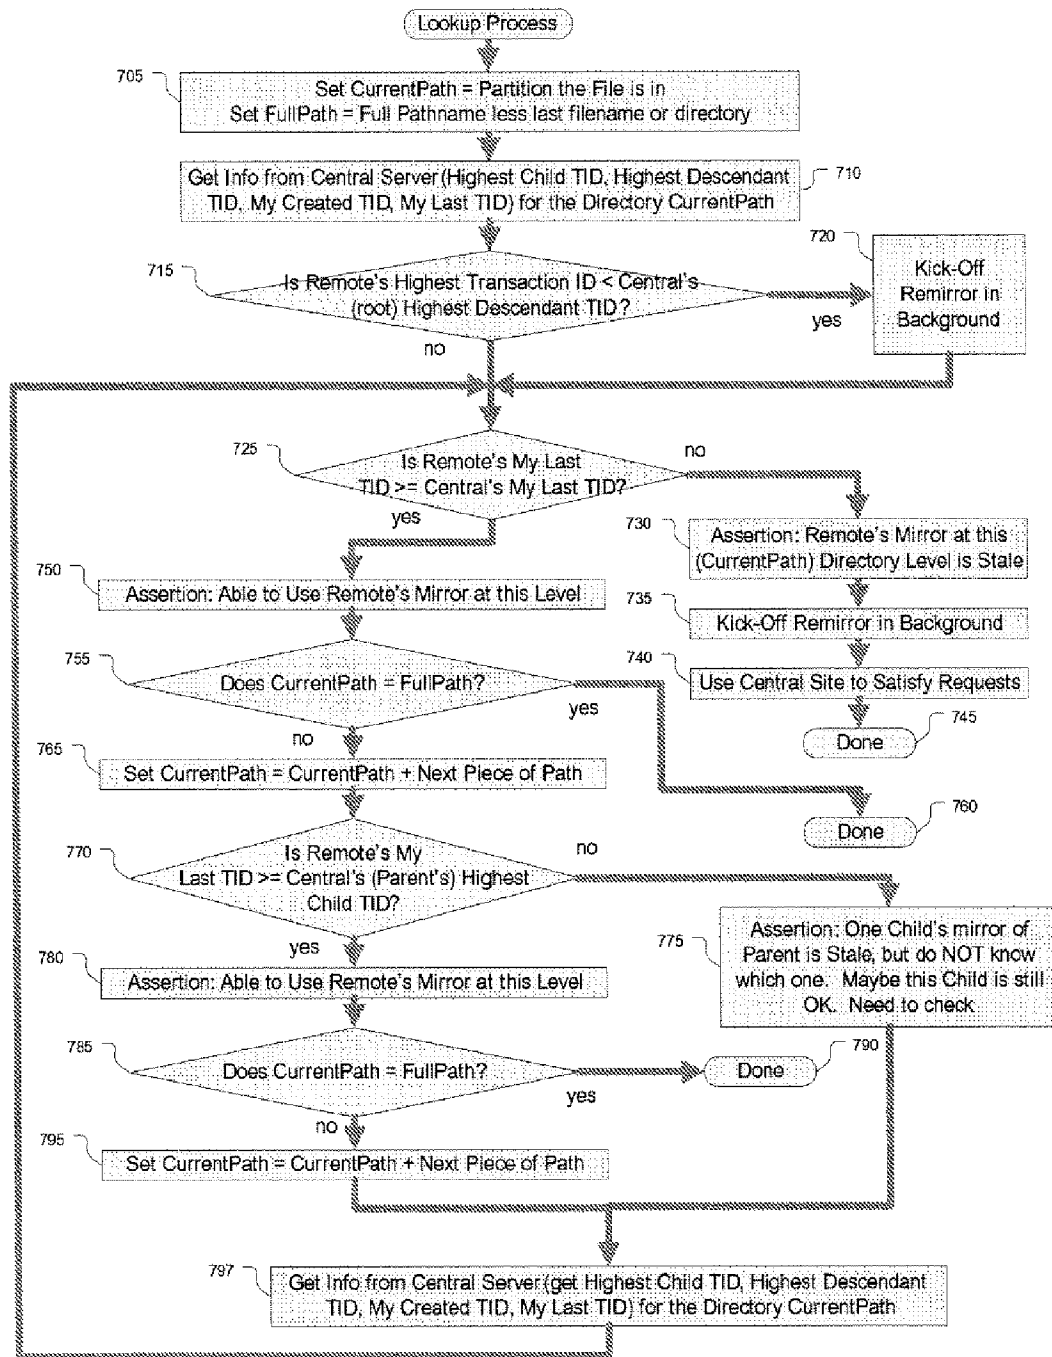 Lookup Process
705
Set CurrentPath = Partition the File is in
Set FullPath = Full Pathname less last filename or directory
Get Info from Central Server (Highest Child TID, Highest Descendant
TID, My Created TID, My Last TID) for the Directory CurrentPath
710
715
Is Remote's Highest Transaction ID < Central's
(root) Highest Descendant TID?
yes
no
720
Kick-Off
Remirror in
Background
725
Is Remote's My Last
TID >= Central's My Last TID?
no
yes
730
Assertion: Remote's Mirror at this
(CurrentPath) Directory Level is Stale
735
Kick-Off Remirror in Background
740
Use Central Site to Satisfy Requests
745
Done
750
Assertion: Able to Use Remote's Mirror at this Level
755
Does CurrentPath = FullPath?
yes
no
760
Done
765
Set CurrentPath = CurrentPath + Next Piece of Path
770
Is Remote's My
Last TID >= Central's (Parent's) Highest
Child TID?
no
yes
775
Assertion: One Child's mirror of
Parent is Stale, but do NOT know
which one. Maybe this Child is still
OK. Need to check
780
Assertion: Able to Use Remote's Mirror at this Level
785
Does CurrentPath = FullPath?
yes
no
790
Done
795
Set CurrentPath = CurrentPath + Next Piece of Path
797
Get Info from Central Server (get Highest Child TID, Highest Descendant
TID, My Created TID, My Last TID) for the Directory CurrentPath